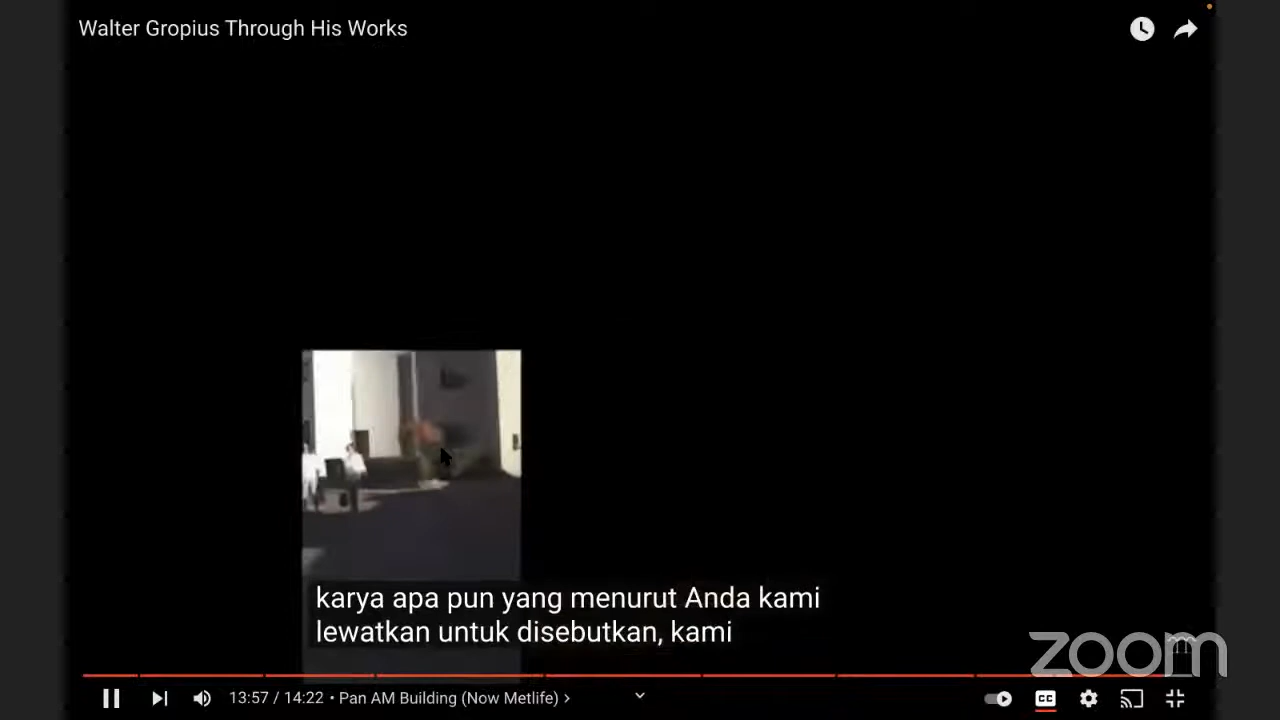 Walter Gropius Through His Works
karya apa pun yang menurut Anda kami
lewatkan untuk disebutkan, kami
zoom
13:57 / 14:22 • Pan AM Building (Now Metlife) ›
CC